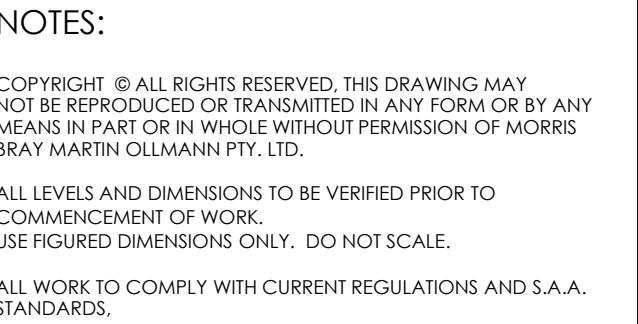 NOTES:
COPYRIGHT © ALL RIGHTS RESERVED, THIS DRAWING MAY
NOT BE REPRODUCED OR TRANSMITTED IN ANY FORM OR BY ANY
MEANS IN PART OR IN WHOLE WITHOUT PERMISSION OF MORRIS
BRAY MARTIN OLLMANN PTY. LTD.
ALL LEVELS AND DIMENSIONS TO BE VERIFIED PRIOR TO
COMMENCEMENT OF WORK.
USE FIGURED DIMENSIONS ONLY.  DO NOT SCALE.
ALL WORK TO COMPLY WITH CURRENT REGULATIONS AND S.A.A.
STANDARDS,